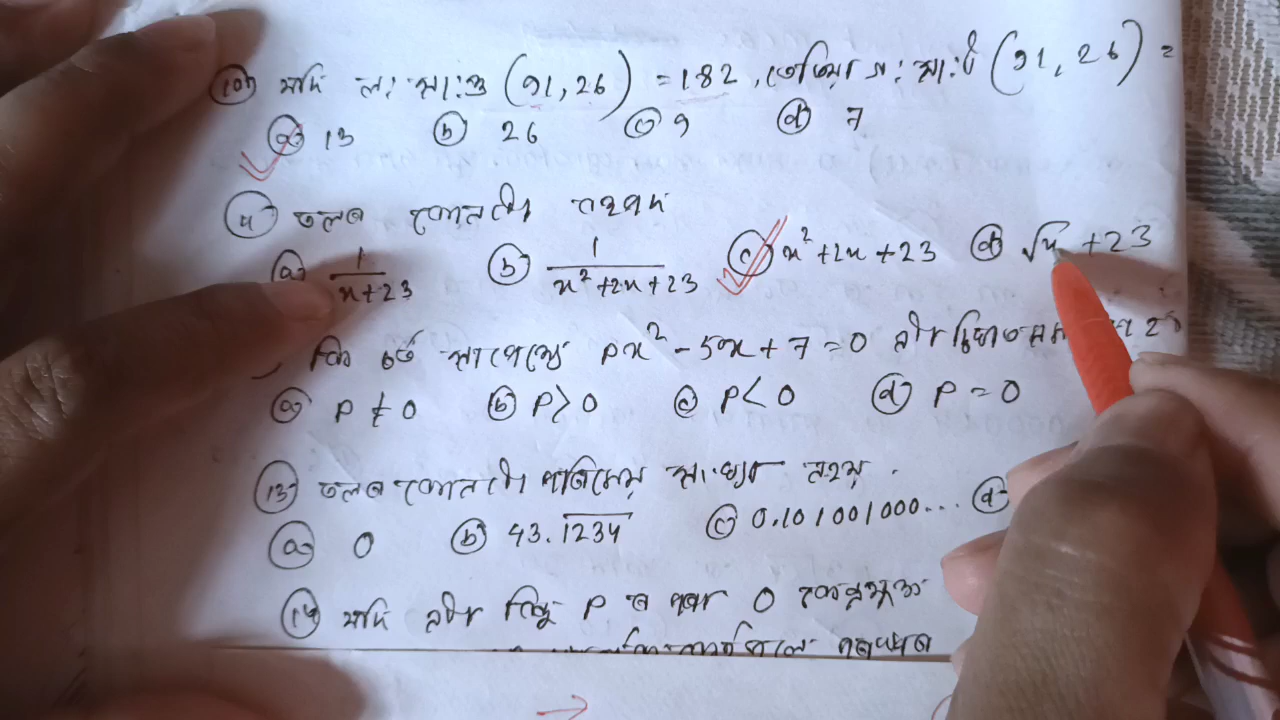 10) যদি ল: সা: গু (91, 26) = 182, তেতিয়া গ: সা: উ (91, 26) =
a) 13 b) 26 c) 9 d) 7
তলৰ কোনটো বহুপদ
a) 1/(x+23) b) 1/(x²+2x+23) c) x²+2x+23 d) √x +23
কি চৰ্ত সাপেক্ষে px² - 5x + 7 = 0 এটা দ্বিঘাত
a) P ≠ 0 b) P > 0 c) P < 0 d) P = 0
13) তলৰ কোনটো পৰিমেয় সংখ্যা নহয়
a) 0 b) 43.1234̅ c) 0.101001000... d)
14) যদি এটা বিন্দু P ৰ পৰা O কেন্দ্ৰযুক্ত